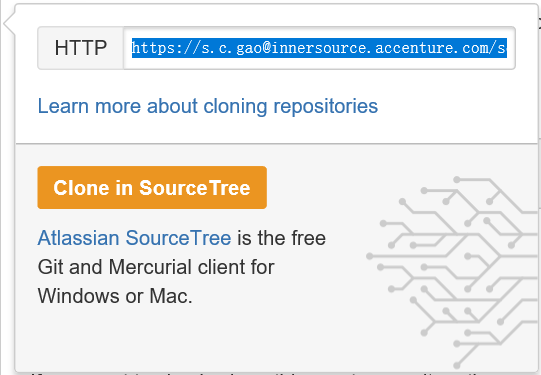 HTTP https://s.c.gao@innersource.accenture.com/s
Learn more about cloning repositories
Clone in SourceTree
Atlassian SourceTree is the free
Git and Mercurial client for
Windows or Mac.